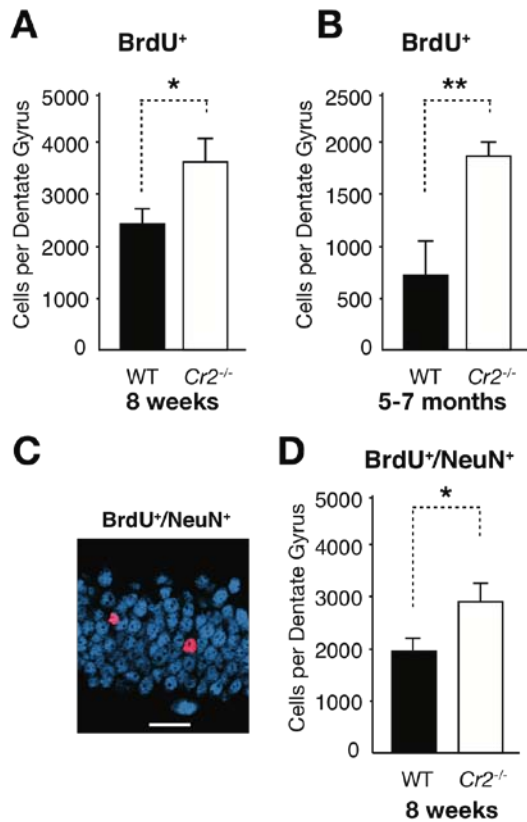 A
BrdU⁺
Cells per Dentate Gyrus
5000
4000
3000
2000
1000
0
*
WT
Cr2⁻/⁻
8 weeks
B
BrdU⁺
Cells per Dentate Gyrus
2500
2000
1500
1000
500
0
**
WT
Cr2⁻/⁻
5-7 months
C
BrdU⁺/NeuN⁺
D
BrdU⁺/NeuN⁺
Cells per Dentate Gyrus
5000
4000
3000
2000
1000
0
*
WT
Cr2⁻/⁻
8 weeks